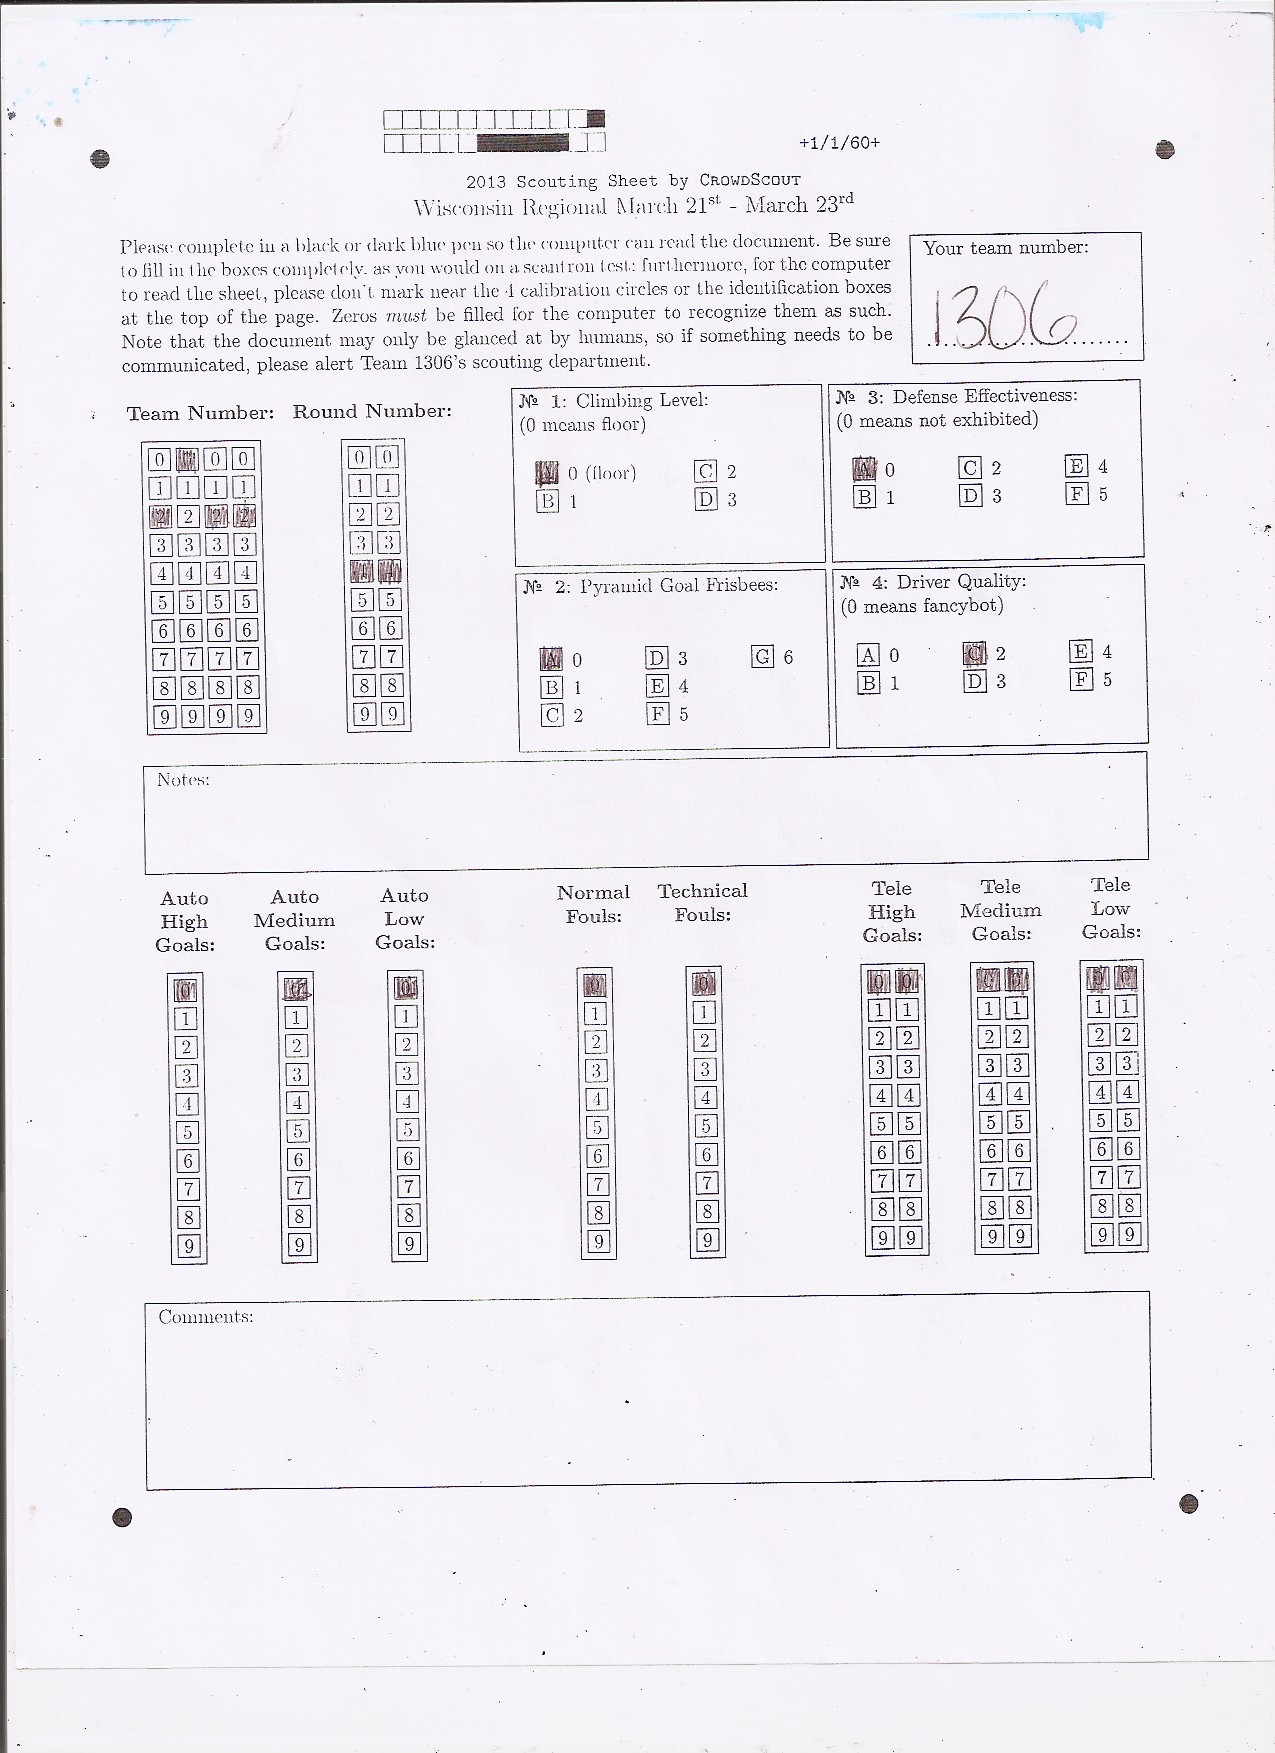 +1/1/60+
2013 Scouting Sheet by CROWDSCOUT
Wisconsin Regional March 21st - March 23rd
Please complete in a black or dark blue pen so the computer can read the document. Be sure
to fill in the boxes completely, as you would on a scantron test; furthermore, for the computer
to read the sheet, please don't mark near the 4 calibration circles or the identification boxes
at the top of the page. Zeros must be filled for the computer to recognize them as such.
Note that the document may only be glanced at by humans, so if something needs to be
communicated, please alert Team 1306's scouting department.
Your team number:
1306
Team Number: Round Number:
0 0 0 0 0
1 1 1 1 1 1
2 2 2 2 2 2
3 3 3 3 3 3
4 4 4 4
5 5 5 5 5 5
6 6 6 6 6 6
7 7 7 7 7 7
8 8 8 8 8 8
9 9 9 9 9 9
№ 1: Climbing Level:
(0 means floor)
A 0 (floor) C 2
B 1 D 3
№ 3: Defense Effectiveness:
(0 means not exhibited)
A 0 C 2 E 4
B 1 D 3 F 5
№ 2: Pyramid Goal Frisbees:
A 0 D 3 G 6
B 1 E 4
C 2 F 5
№ 4: Driver Quality:
(0 means fancybot)
A 0 C 2 E 4
B 1 D 3 F 5
Notes:
Auto High Goals:
Auto Medium Goals:
Auto Low Goals:
Normal Fouls:
Technical Fouls:
Tele High Goals:
Tele Medium Goals:
Tele Low Goals:
0 0 0 0 0 0 0 0 0 0 0
1 1 1 1 1 1 1 1 1 1 1
2 2 2 2 2 2 2 2 2 2 2
3 3 3 3 3 3 3 3 3 3 3
4 4 4 4 4 4 4 4 4 4 4
5 5 5 5 5 5 5 5 5 5 5
6 6 6 6 6 6 6 6 6 6 6
7 7 7 7 7 7 7 7 7 7 7
8 8 8 8 8 8 8 8 8 8 8
9 9 9 9 9 9 9 9 9 9 9
Comments: